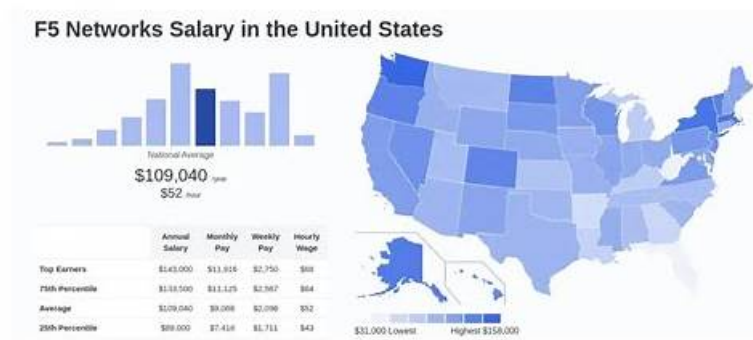 F5 Networks Salary in the United States
National Average
$109,040 /year
$52 /hour
Annual Salary Monthly Pay Weekly Pay Hourly Wage
Top Earners $143,000 $11,916 $2,750 $68
75th Percentile $133,500 $11,125 $2,567 $64
Average $109,040 $9,086 $2,096 $52
25th Percentile $89,000 $7,416 $1,711 $43
$31,000 Lowest Highest $158,000